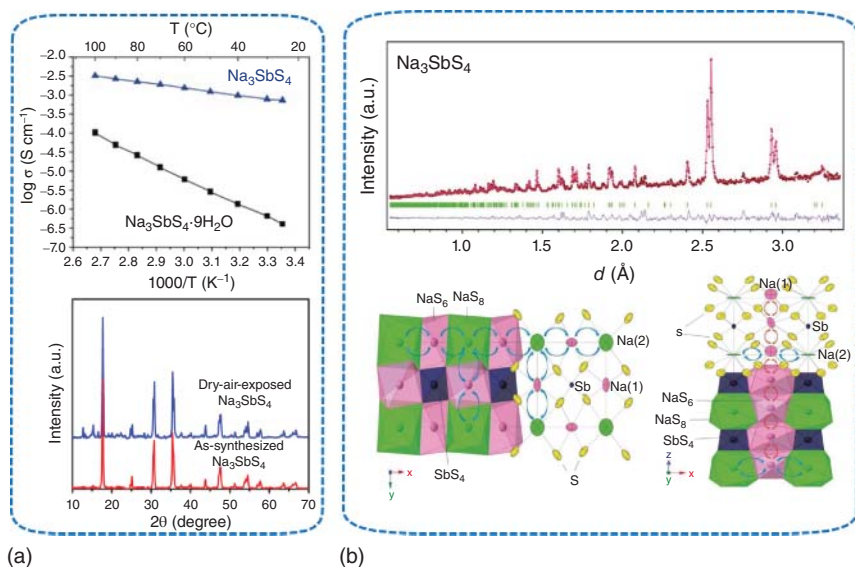 T (°C)
100 80 60 40 20
–2.0
–2.5
–3.0
–3.5
–4.0
–4.5
–5.0
–5.5
–6.0
–6.5
–7.0
log σ (S cm⁻¹)
Na₃SbS₄
Na₃SbS₄·9H₂O
2.6 2.7 2.8 2.9 3.0 3.1 3.2 3.3 3.4
1000/T (K⁻¹)
Intensity (a.u.)
Dry-air-exposed
Na₃SbS₄
As-synthesized
Na₃SbS₄
10 20 30 40 50 60 70
2θ (degree)
(a)
Na₃SbS₄
Intensity (a.u.)
1.0 1.5 2.0 2.5 3.0
d (Å)
NaS₆ NaS₈
Na(2)
Sb
Na(1)
S
SbS₄
x
y
Na(1)
Sb
S
Na(2)
NaS₆
NaS₈
SbS₄
z
y
x
(b)